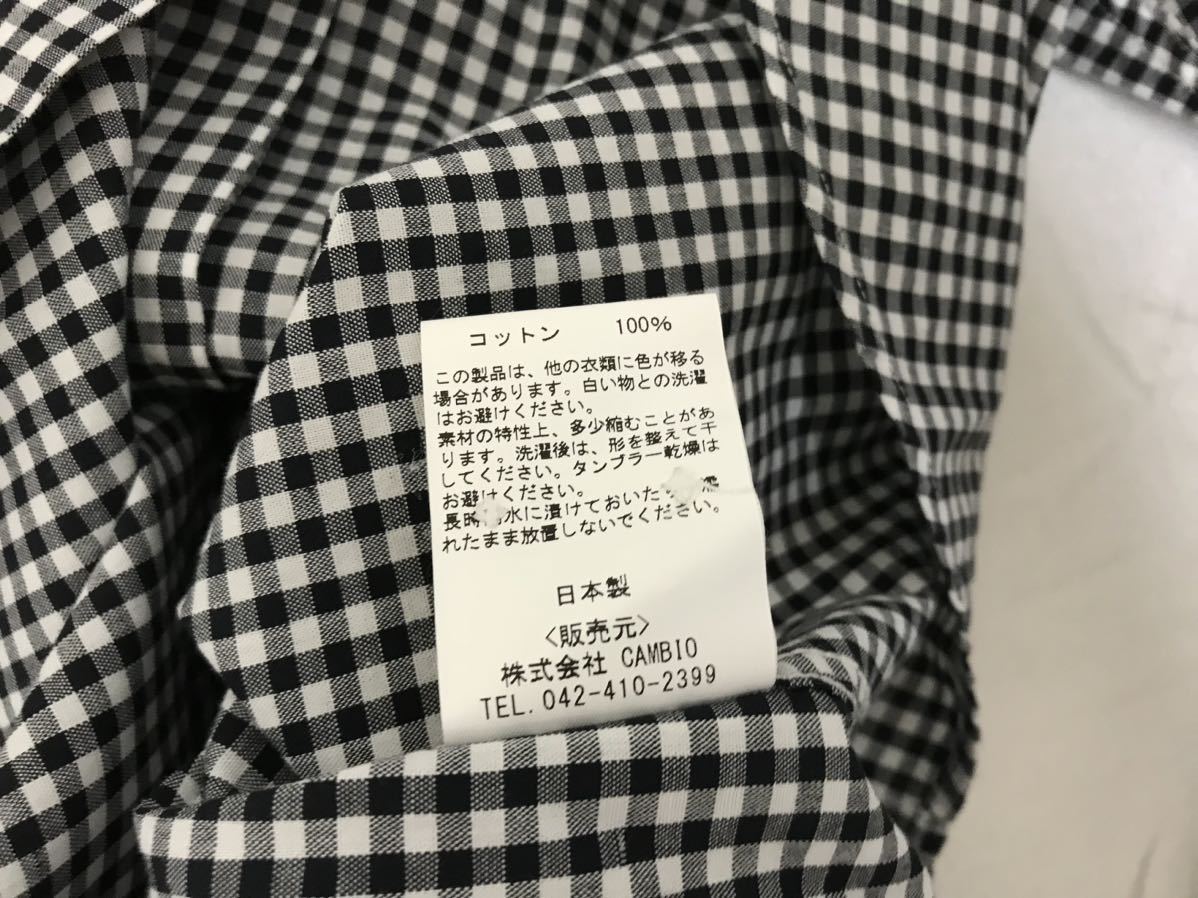 コットン 100%
この製品は、他の衣類に色が移る
場合があります。白い物との洗濯
はお避けください。
素材の特性上、多少縮むことがあ
ります。洗濯後は、形を整えて干
してください。タンブラー乾燥は
お避けください。
長時 水に漬けておいた 濡
れたまま放置しないでください。
日本製
<販売元>
株式会社 CAMBIO
TEL.042-410-2399